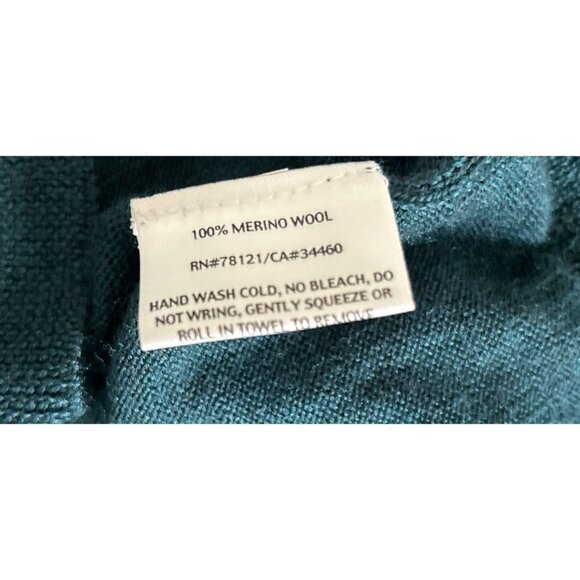 100% MERINO WOOL
RN#78121/CA#34460
HAND WASH COLD, NO BLEACH, DO
NOT WRING, GENTLY SQUEEZE OR
ROLL IN TOWEL TO REMOVE